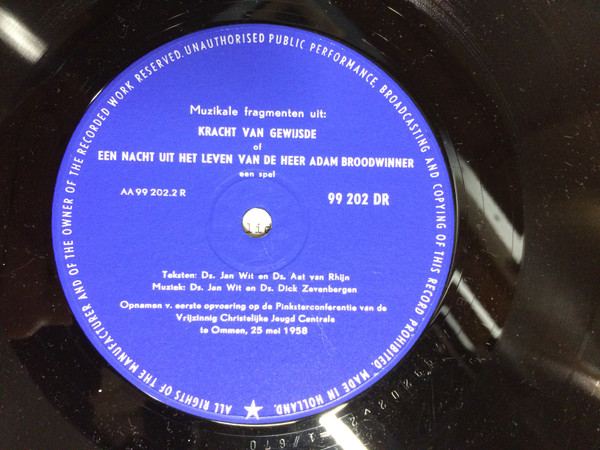 ALL RIGHTS OF THE MANUFACTURER AND OF THE OWNER OF THE RECORDED WORK RESERVED. UNAUTHORISED PUBLIC PERFORMANCE, BROADCASTING AND COPYING OF THIS RECORD PROHIBITED. MADE IN HOLLAND.
Muzikale fragmenten uit:
KRACHT VAN GEWIJSDE
of
EEN NACHT UIT HET LEVEN VAN DE HEER ADAM BROODWINNER
een spel
AA 99 202.2 R
99 202 DR
Teksten: Ds. Jan Wit en Ds. Aat van Rhijn
Muziek: Ds. Jan Wit en Ds. Dick Zevenbergen
Opnamen v. eerste opvoering op de Pinksterconferentie van de
Vrijzinnig Christelijke Jeugd Centrale
te Ommen, 25 mei 1958